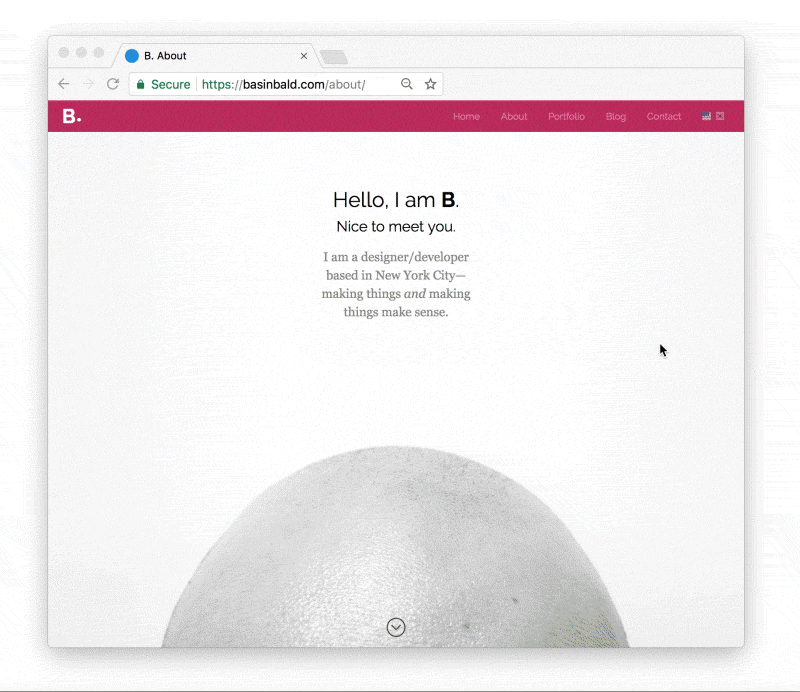 B. About
Secure https://basinbald.com/about/
B. Home About Portfolio Blog Contact
Hello, I am B.
Nice to meet you.
I am a designer/developer
based in New York City—
making things and making
things make sense.